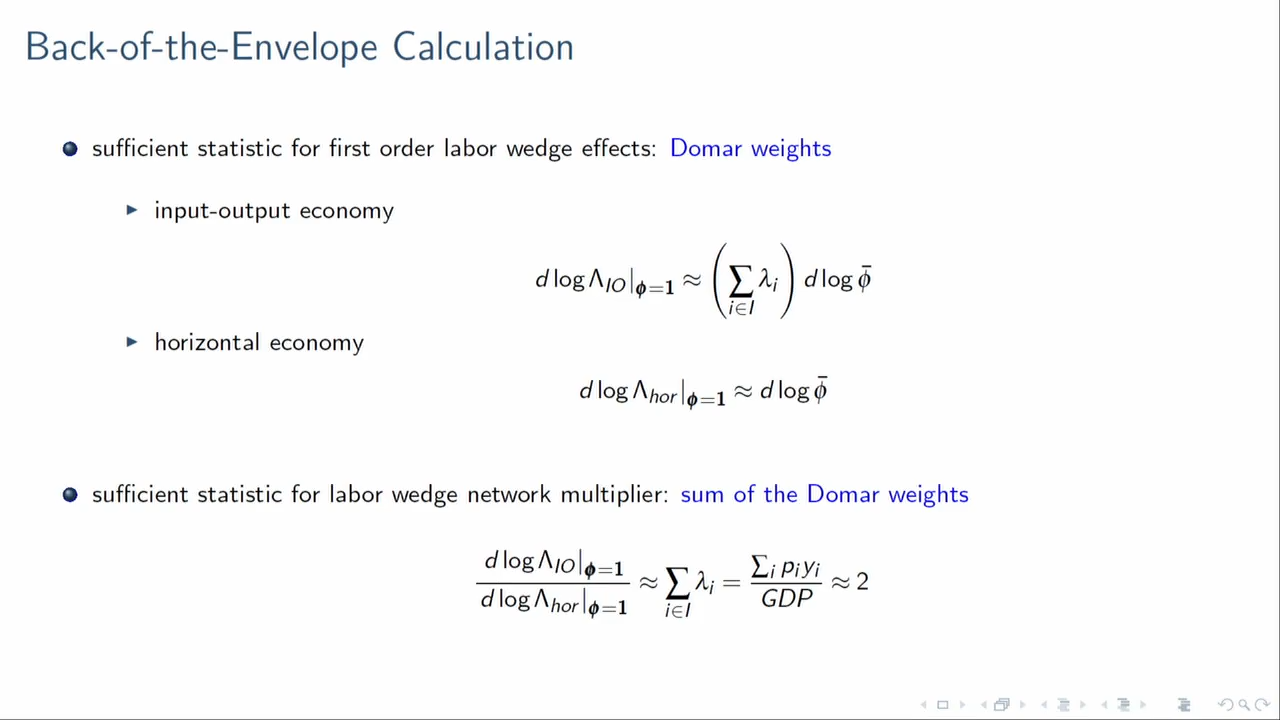 Back-of-the-Envelope Calculation
sufficient statistic for first order labor wedge effects: Domar weights
input-output economy
d log Λ_IO|_ϕ=1 ≈ (∑_{i∈I} λ_i) d log ϕ̄
horizontal economy
d log Λ_hor|_ϕ=1 ≈ d log ϕ̄
sufficient statistic for labor wedge network multiplier: sum of the Domar weights
d log Λ_IO|_ϕ=1 / d log Λ_hor|_ϕ=1 ≈ ∑_{i∈I} λ_i = ∑_i p_i y_i / GDP ≈ 2